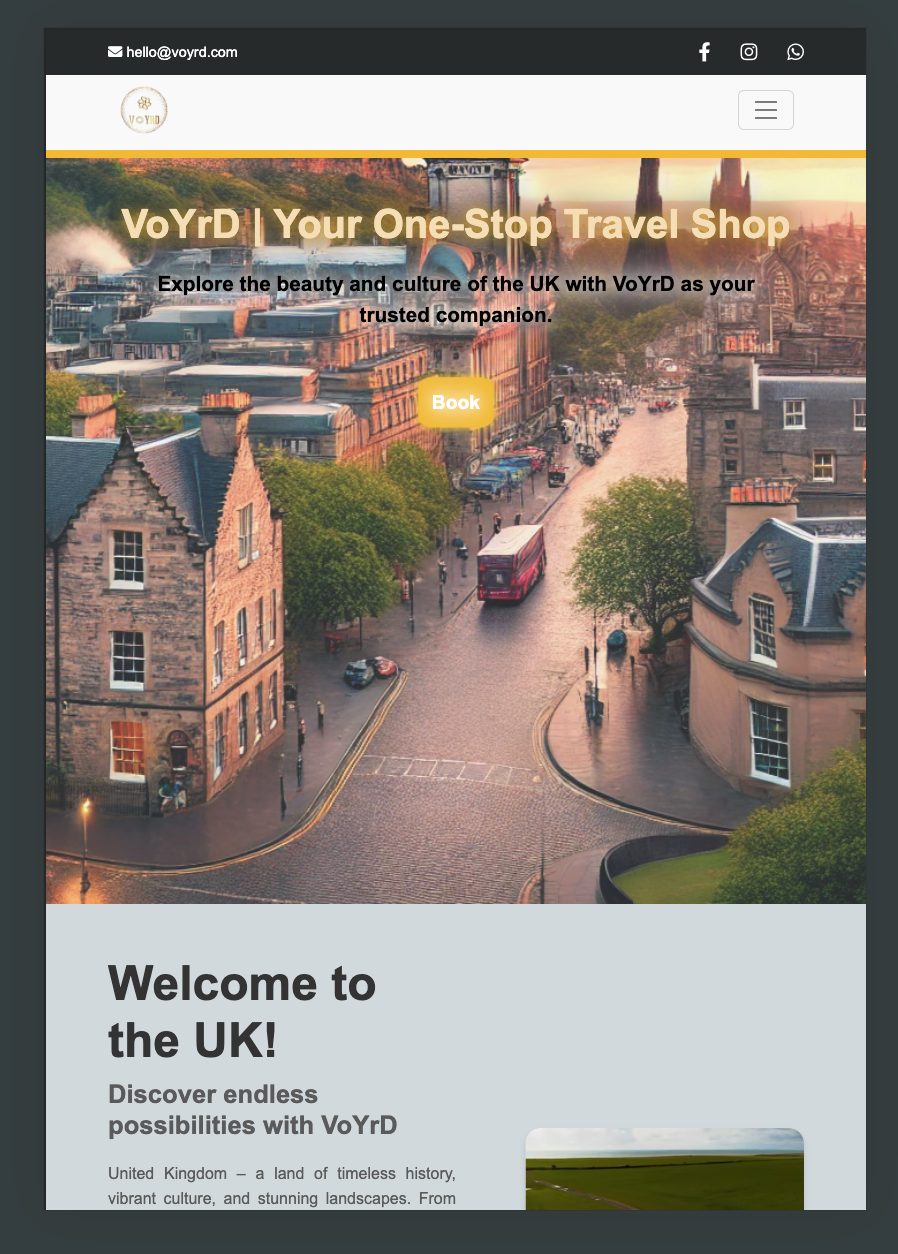 hello@voyrd.com
VoYRD
VoYrD | Your One-Stop Travel Shop
Explore the beauty and culture of the UK with VoYrD as your
trusted companion.
Book
Welcome to
the UK!
Discover endless
possibilities with VoYrD
United Kingdom – a land of timeless history,
vibrant culture, and stunning landscapes. From